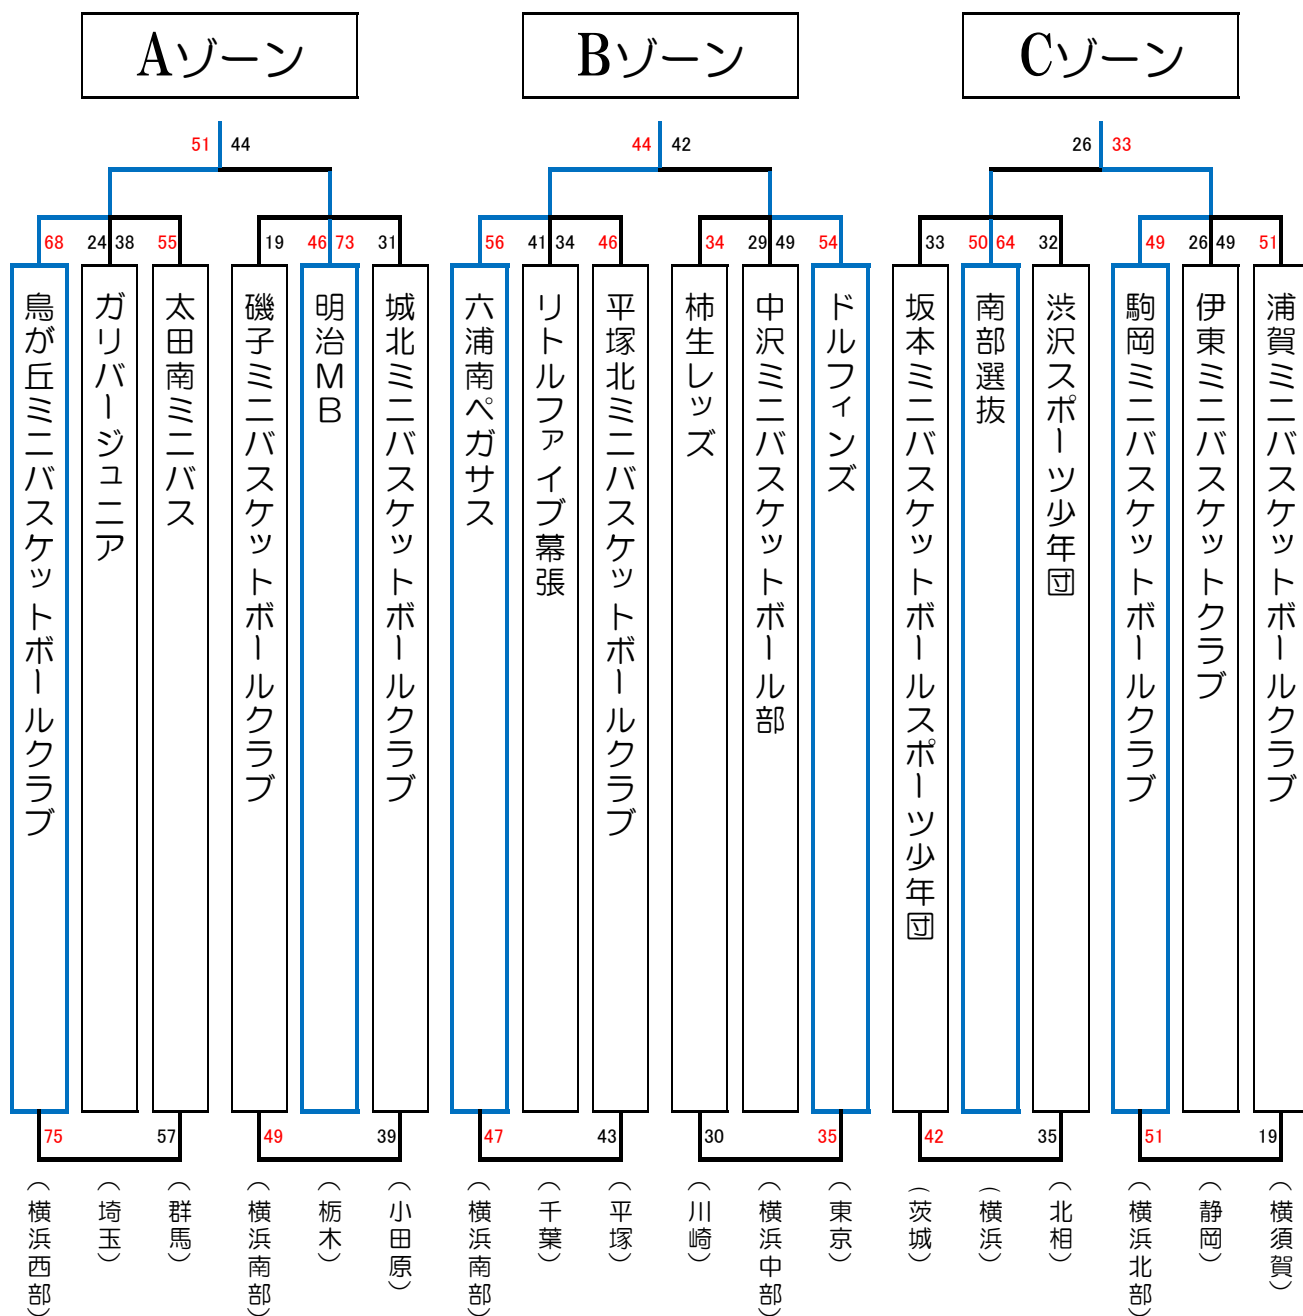 Aゾーン
Bゾーン
Cゾーン
51 44
44 42
26 33
68 24 38 55 19 46 73 31
56 41 34 46 34 29 49 54
33 50 64 32 49 26 49 51
鳥が丘ミニバスケットボールクラブ
ガリバージュニア
太田南ミニバス
磯子ミニバスケットボールクラブ
明治MB
城北ミニバスケットボールクラブ
六浦南ペガサス
リトルファイブ幕張
平塚北ミニバスケットボールクラブ
柿生レッズ
中沢ミニバスケットボール部
ドルフィンズ
坂本ミニバスケットボールスポーツ少年団
南部選抜
渋沢スポーツ少年団
駒岡ミニバスケットボールクラブ
伊東ミニバスケットクラブ
浦賀ミニバスケットボールクラブ
75 57 49 39
47 43 30 35
42 35 51 19
(横浜西部)
(埼玉)
(群馬)
(横浜南部)
(栃木)
(小田原)
(横浜南部)
(千葉)
(平塚)
(川崎)
(横浜中部)
(東京)
(茨城)
(横浜)
(北相)
(横浜北部)
(静岡)
(横須賀)